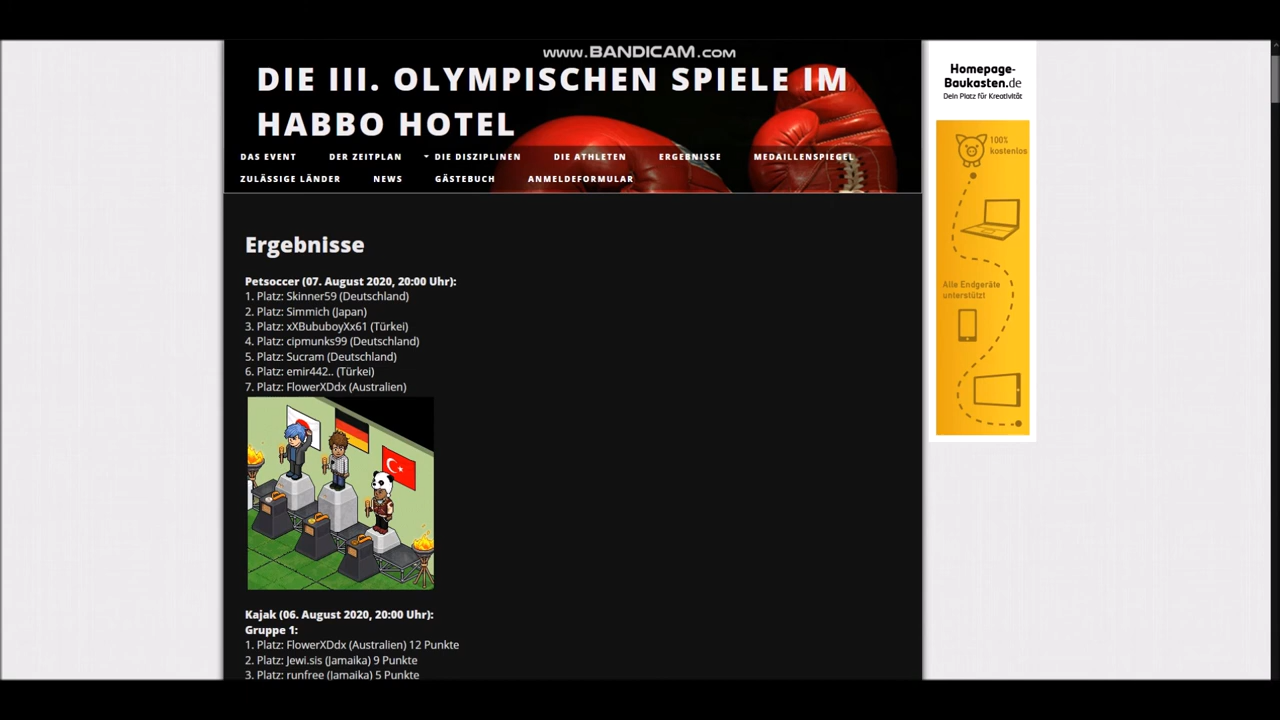 WWW.BANDICAM.COM
DIE III. OLYMPISCHEN SPIELE IM
HABBO HOTEL
DAS EVENT DER ZEITPLAN DIE DISZIPLINEN DIE ATHLETEN ERGEBNISSE MEDAILLENSPIEGEL
ZULÄSSIGE LÄNDER NEWS GÄSTEBUCH ANMELDEFORMULAR
Ergebnisse
Petsoccer (07. August 2020, 20:00 Uhr):
1. Platz: Skinner59 (Deutschland)
2. Platz: Simmich (Japan)
3. Platz: xXBububoyXx61 (Türkei)
4. Platz: cipmunks99 (Deutschland)
5. Platz: Sucram (Deutschland)
6. Platz: emir442.. (Türkei)
7. Platz: FlowerXDdx (Australien)
Kajak (06. August 2020, 20:00 Uhr):
Gruppe 1:
1. Platz: FlowerXDdx (Australien) 12 Punkte
2. Platz: Jewi.sis (Jamaika) 9 Punkte
3. Platz: runfree (Jamaika) 5 Punkte
Homepage-
Baukasten.de
Dein Platz für Kreativität
100%
kostenlos
Alle Endgeräte
unterstützt